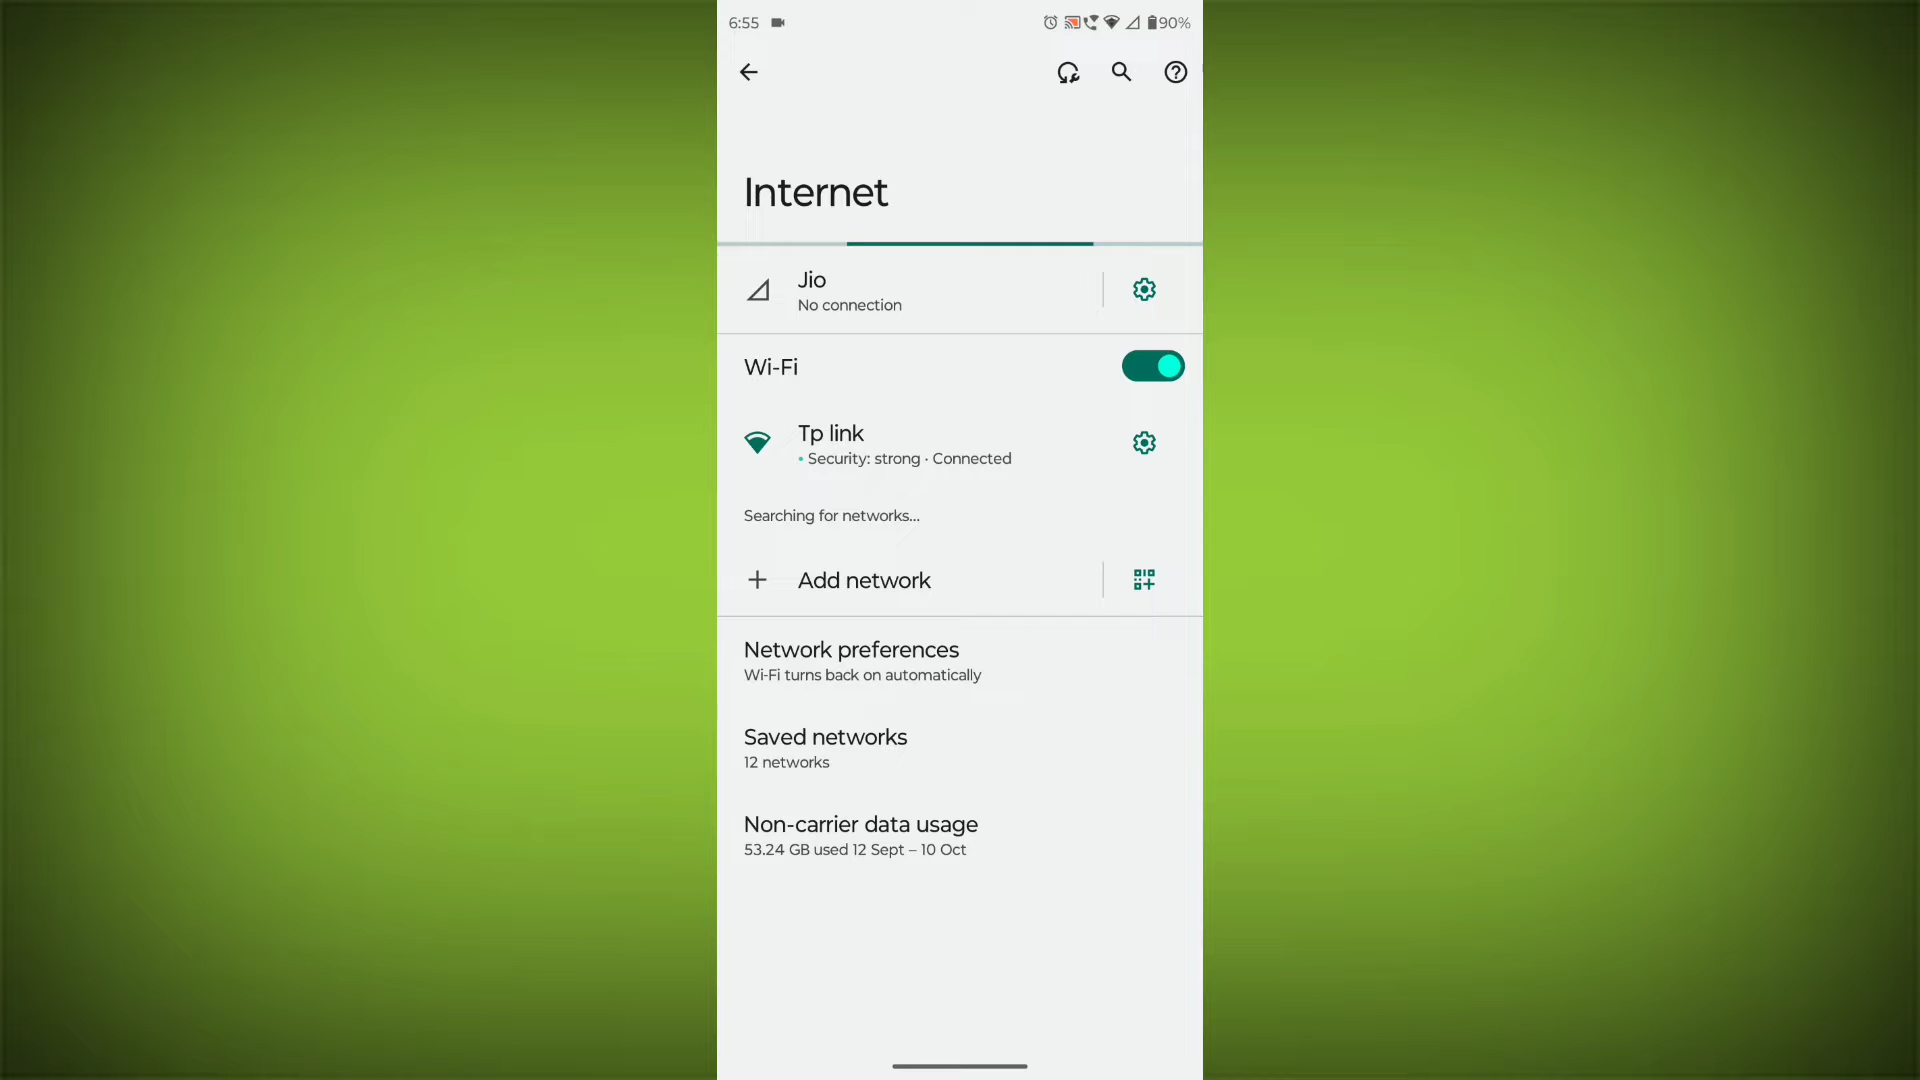 6:55
90%
Internet
Jio
No connection
Wi-Fi
Tp link
Security: strong · Connected
Searching for networks...
Add network
Network preferences
Wi-Fi turns back on automatically
Saved networks
12 networks
Non-carrier data usage
53.24 GB used 12 Sept – 10 Oct